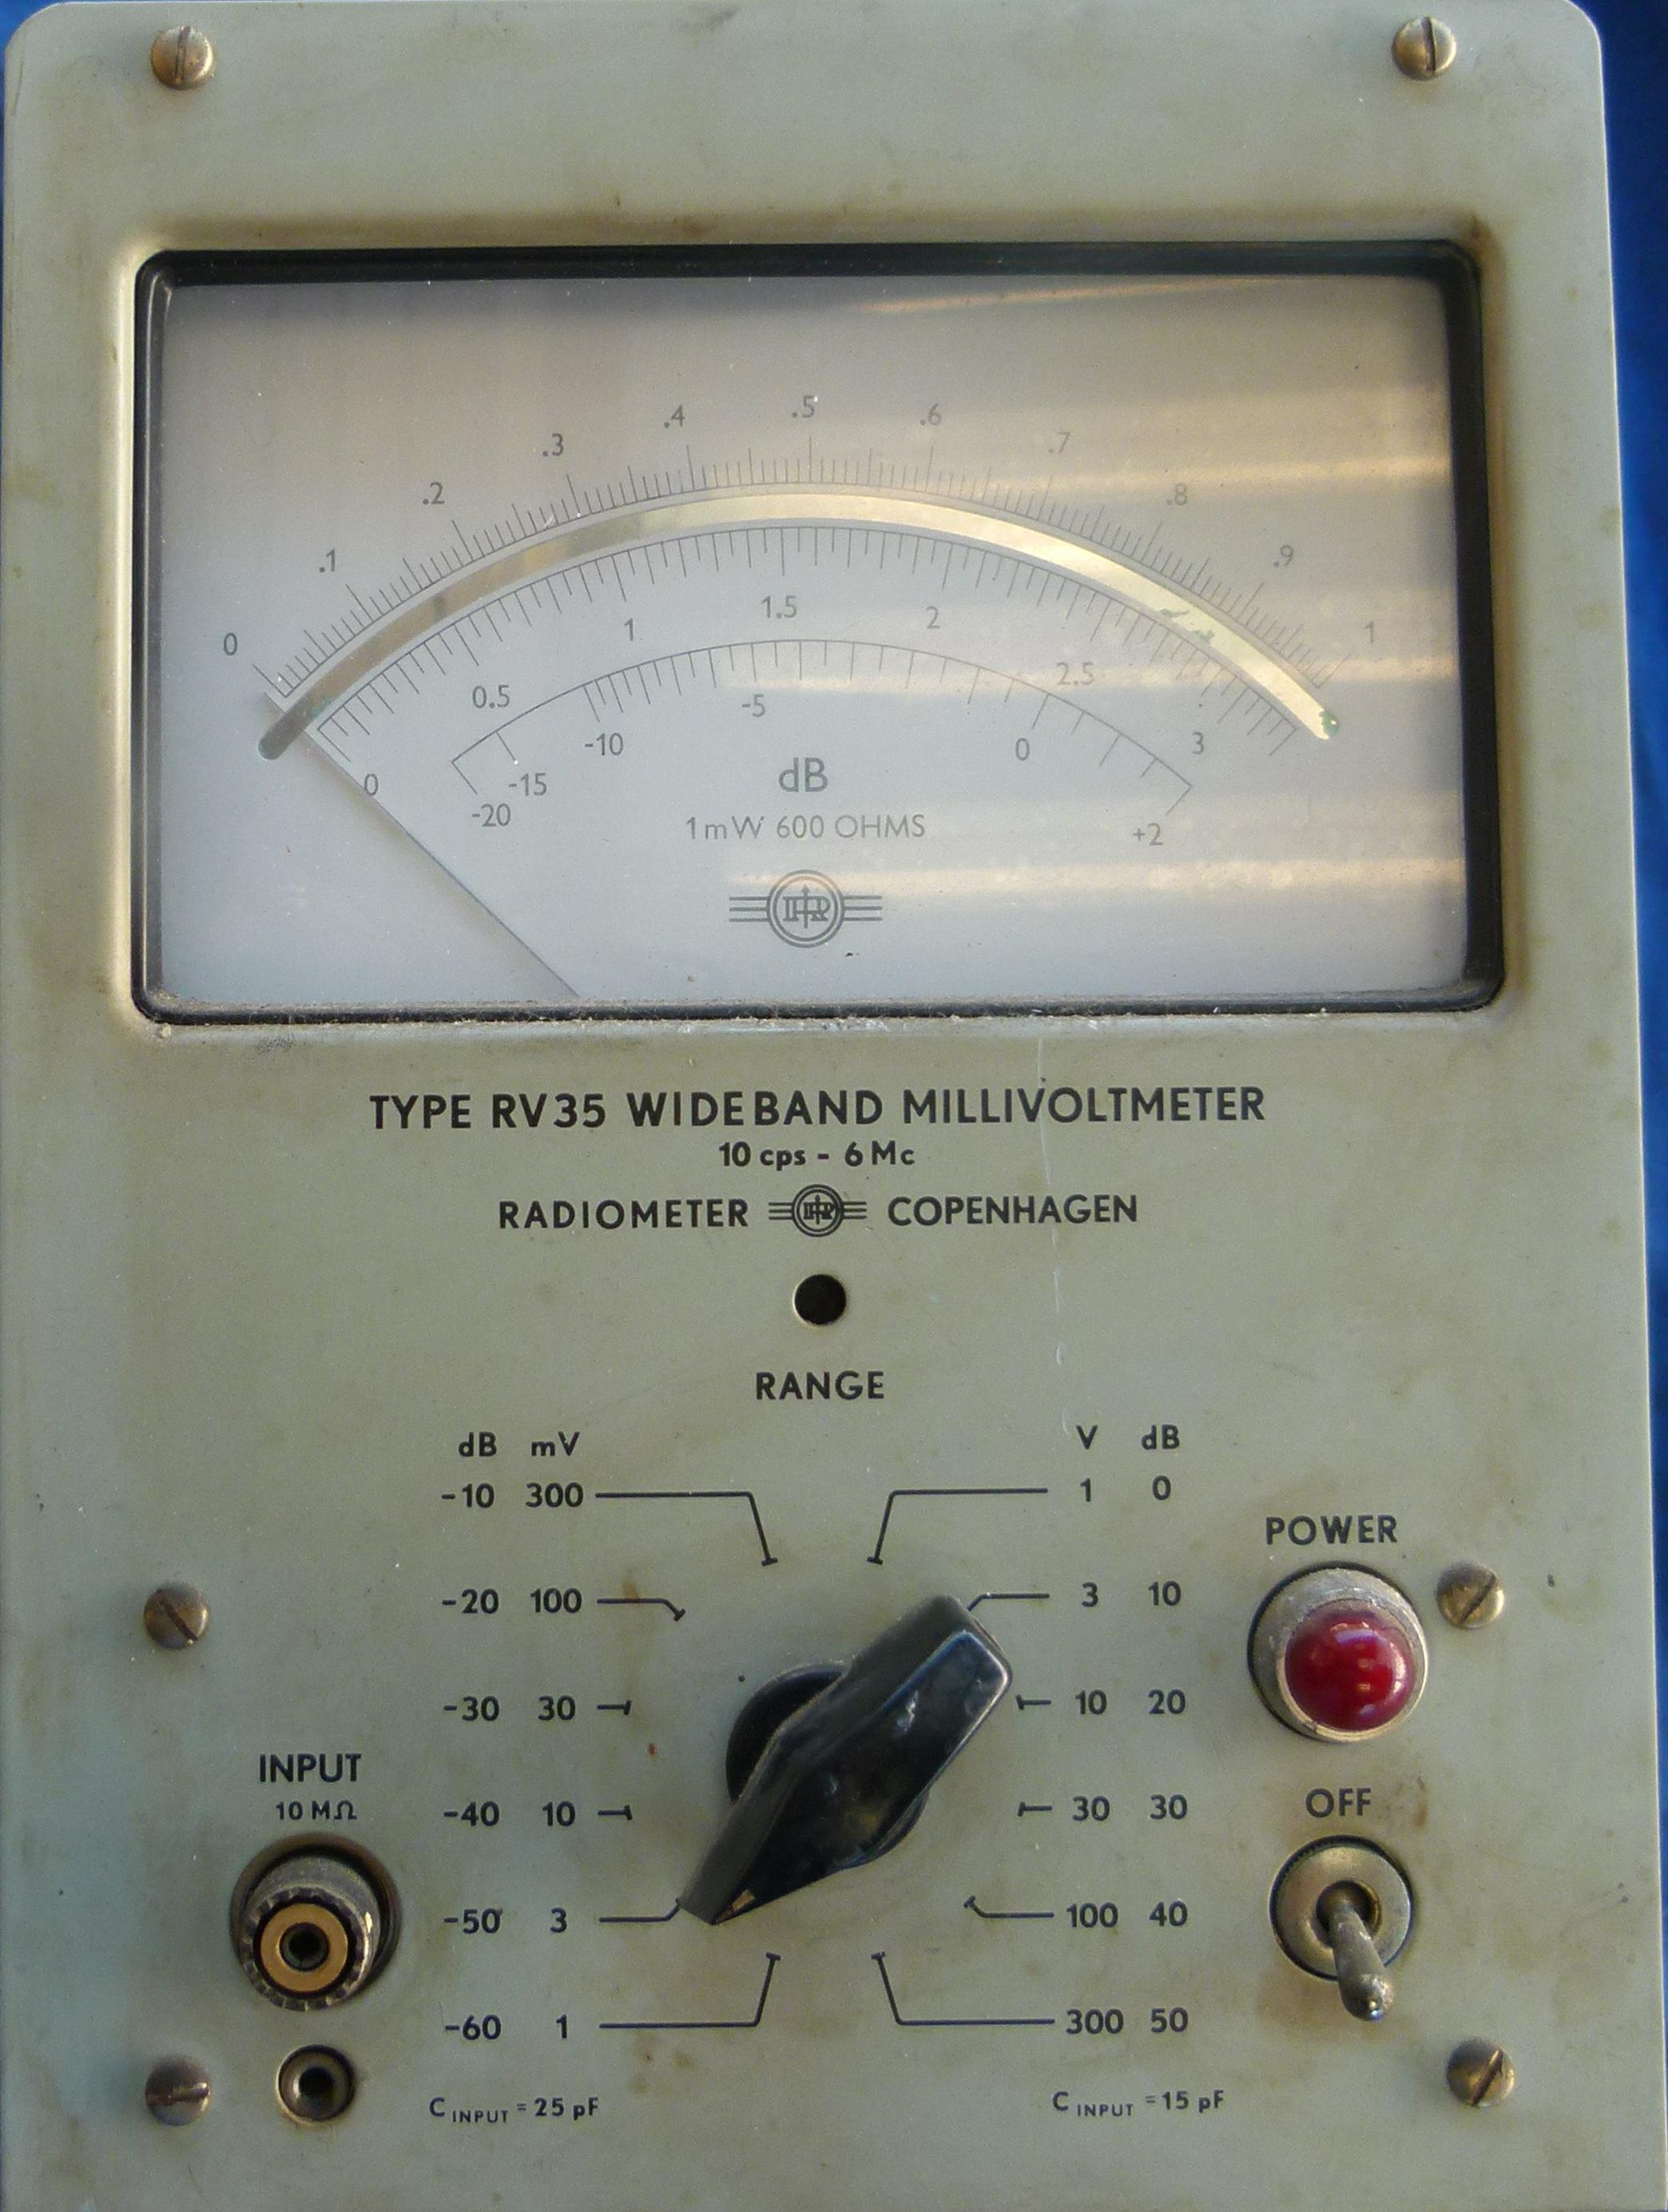 .1 .2 .3 .4 .5 .6 .7 .8 .9
0 1
0 0.5 1 1.5 2 2.5 3
-20 -15 -10 -5 0 +2
dB
1mW 600 OHMS
TYPE RV35 WIDEBAND MILLIVOLTMETER
10 cps - 6 Mc
RADIOMETER COPENHAGEN
RANGE
dB mV V dB
-10 300 1 0
POWER
-20 100 3 10
-30 30 10 20
INPUT
10 MΩ
-40 10 30 30
OFF
-50 3 100 40
-60 1 300 50
C INPUT = 25 pF C INPUT = 15 pF